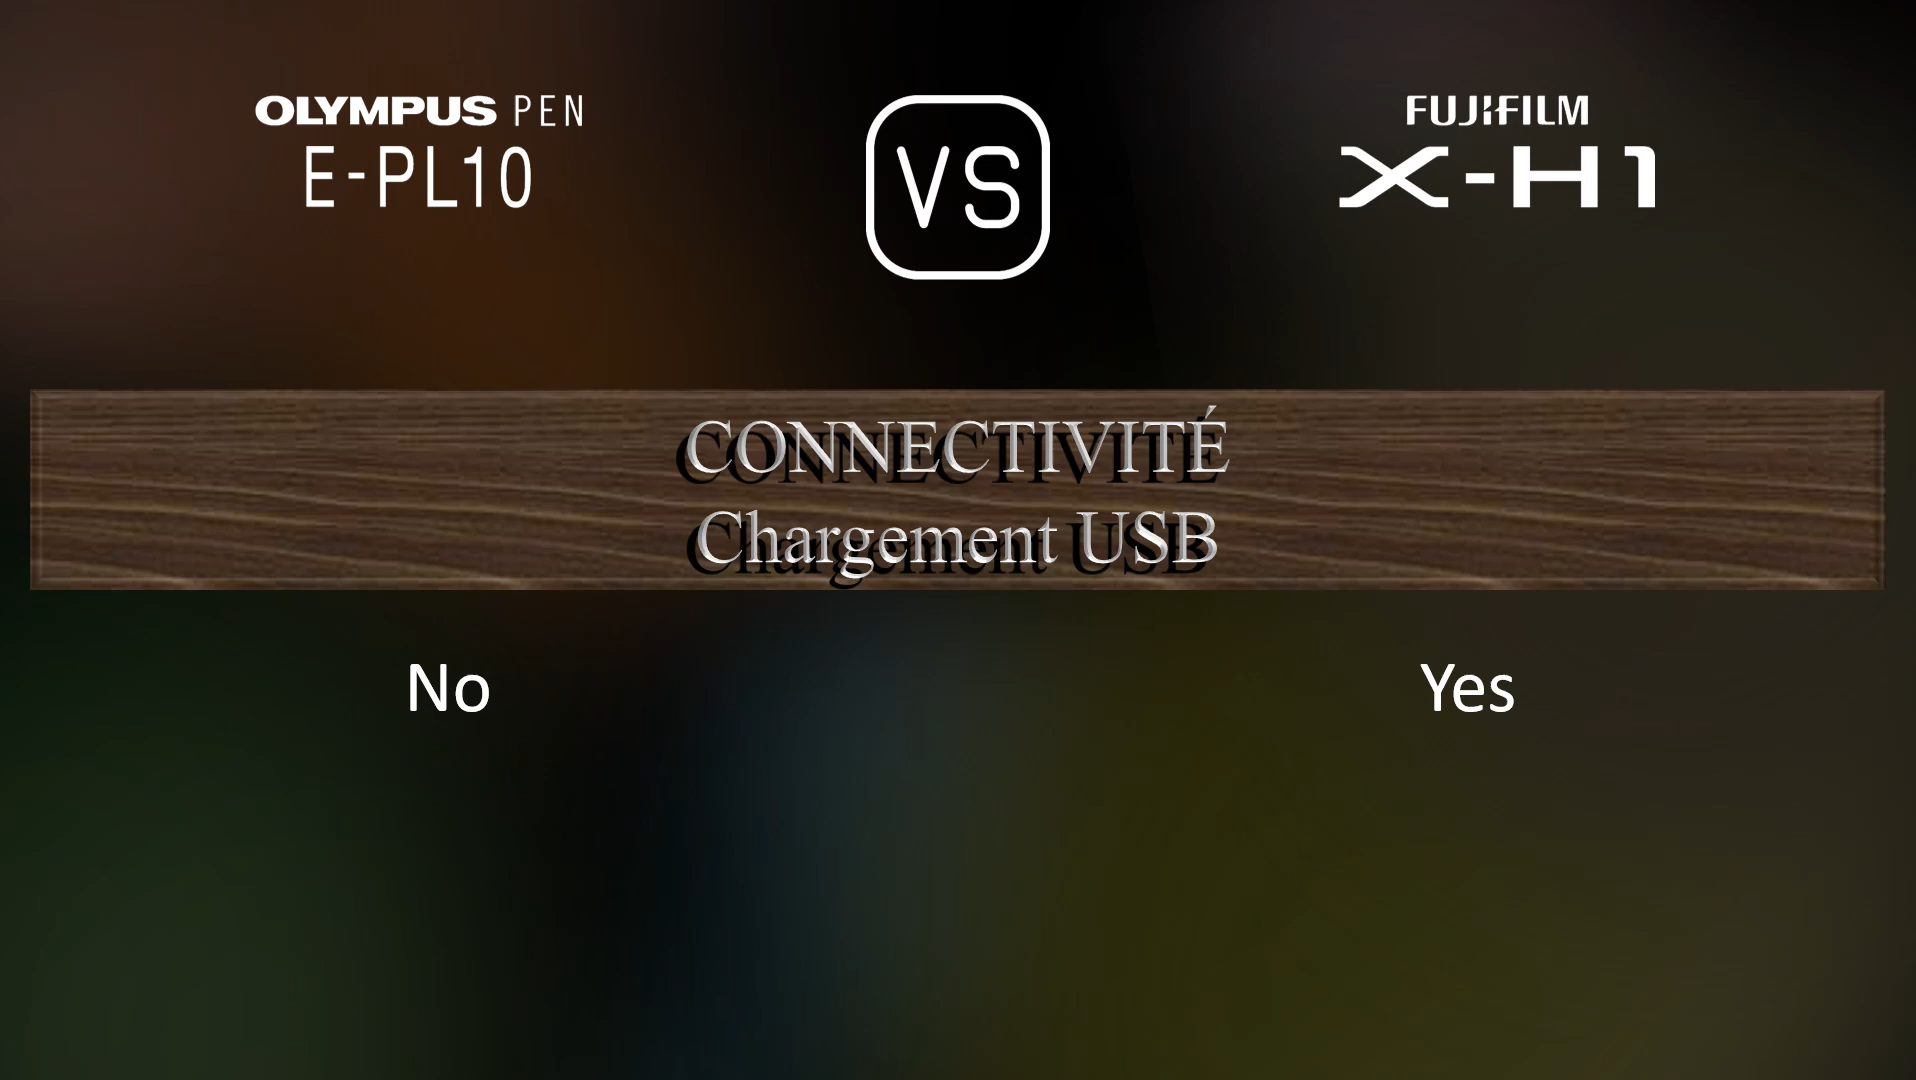 OLYMPUS PEN
E-PL10
VS
FUJIFILM
X-H1
CONNECTIVITÉ
Chargement USB
No
Yes